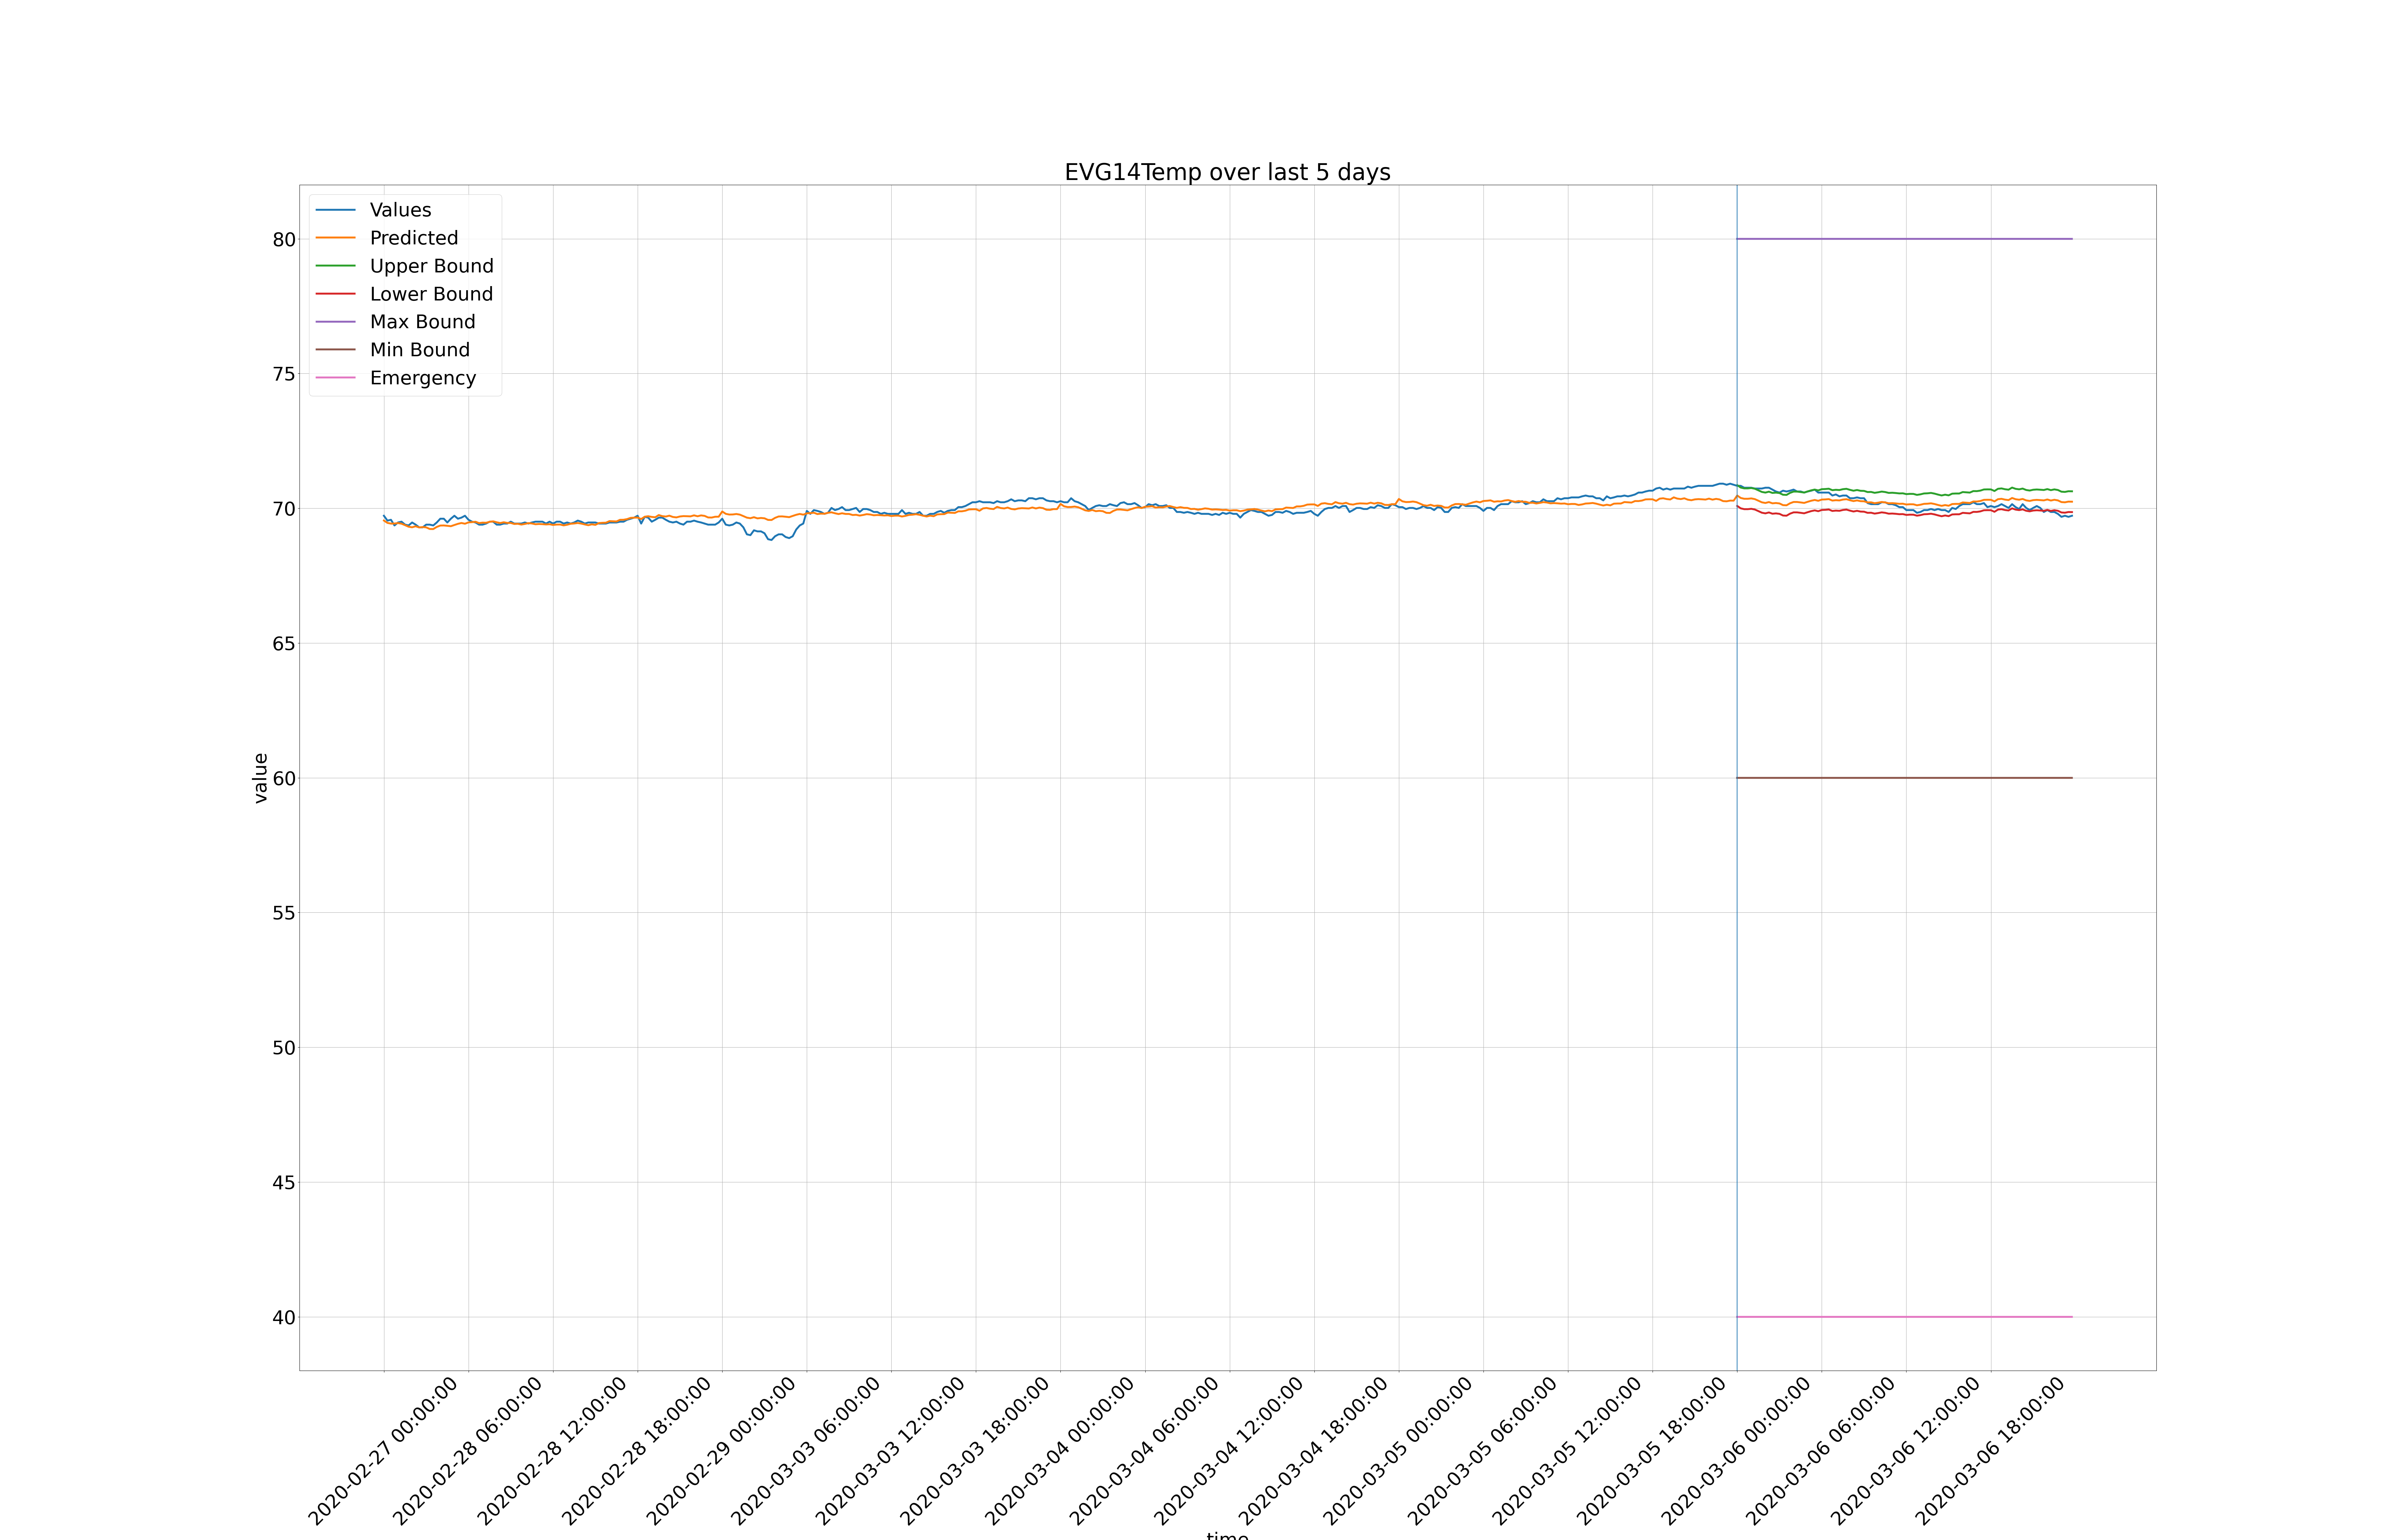 EVG14Temp over last 5 days
Values
Predicted
Upper Bound
Lower Bound
Max Bound
Min Bound
Emergency
80
75
70
65
60
55
50
45
40
value
2020-02-27 00:00:00
2020-02-28 06:00:00
2020-02-28 12:00:00
2020-02-28 18:00:00
2020-02-29 00:00:00
2020-03-03 06:00:00
2020-03-03 12:00:00
2020-03-03 18:00:00
2020-03-04 00:00:00
2020-03-04 06:00:00
2020-03-04 12:00:00
2020-03-04 18:00:00
2020-03-05 00:00:00
2020-03-05 06:00:00
2020-03-05 12:00:00
2020-03-05 18:00:00
2020-03-06 00:00:00
2020-03-06 06:00:00
2020-03-06 12:00:00
2020-03-06 18:00:00
time